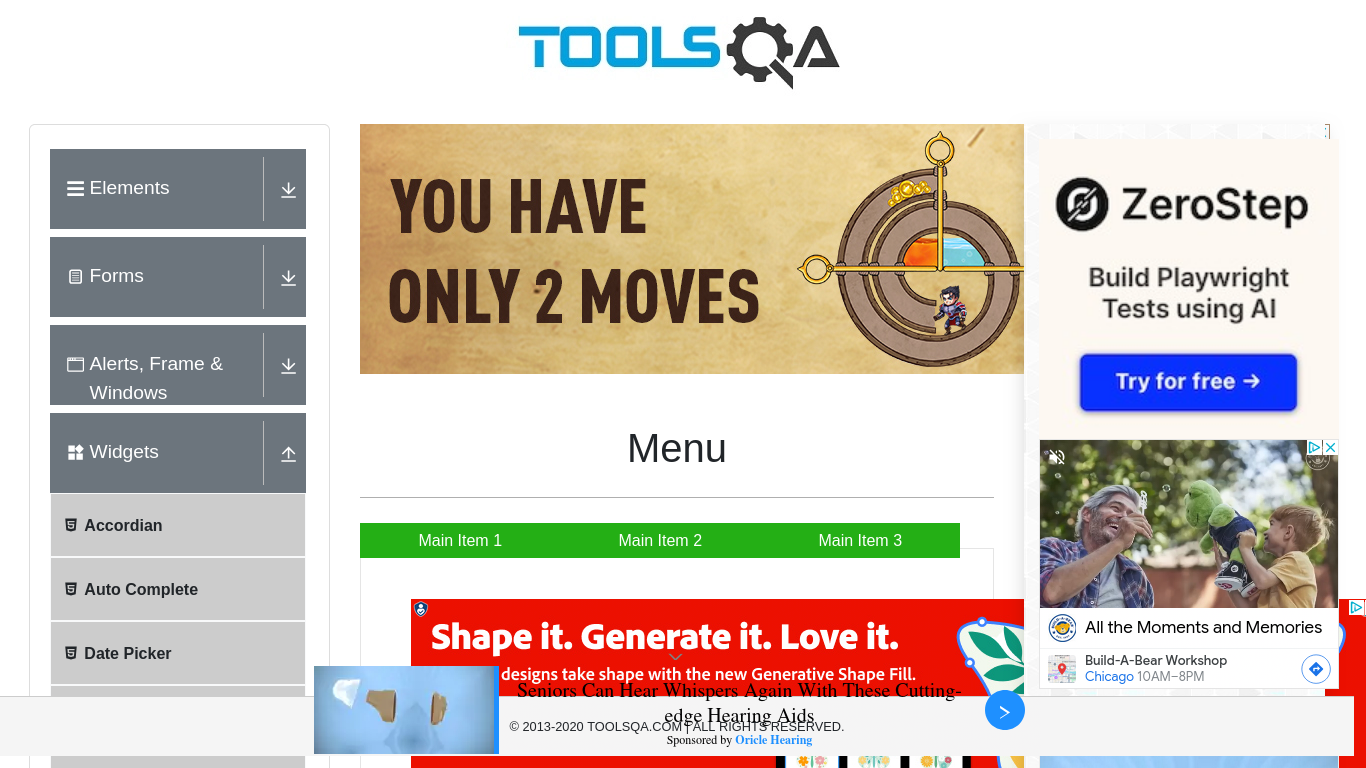 TOOLSQA
Elements
Forms
Alerts, Frame &
Windows
Widgets
Accordian
Auto Complete
Date Picker
YOU HAVE
ONLY 2 MOVES
Menu
Main Item 1
Main Item 2
Main Item 3
ZeroStep
Build Playwright
Tests using AI
Try for free →
All the Moments and Memories
Build-A-Bear Workshop
Chicago 10AM–8PM
Shape it. Generate it. Love it.
designs take shape with the new Generative Shape Fill.
Seniors Can Hear Whispers Again With These Cutting-
edge Hearing Aids
© 2013-2020 TOOLSQA.COM | ALL RIGHTS RESERVED.
Sponsored by Oricle Hearing